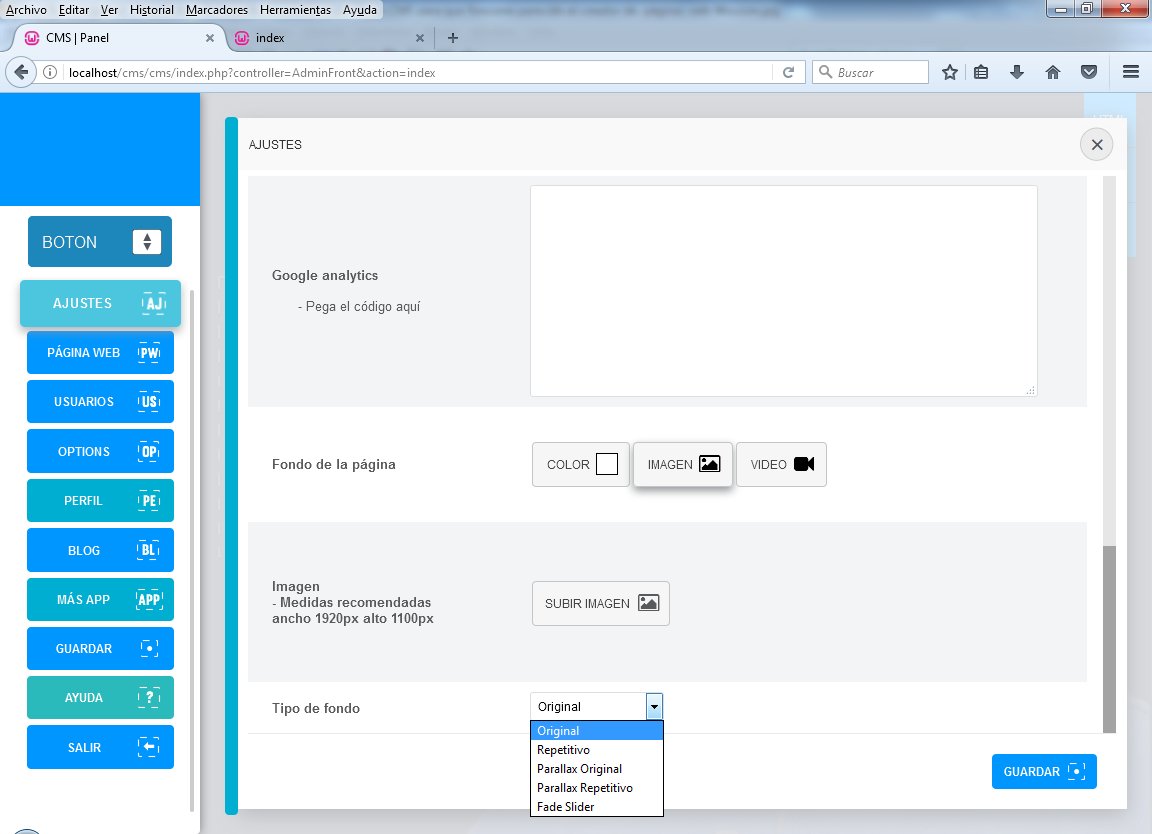 Archivo Editar Ver Historial Marcadores Herramientas Ayuda
CMS | Panel
index
localhost/cms/cms/index.php?controller=AdminFront&action=index
Buscar
BOTON
AJUSTES AJ
PÁGINA WEB PW
USUARIOS US
OPTIONS OP
PERFIL PE
BLOG BL
MÁS APP APP
GUARDAR
AYUDA ?
SALIR
AJUSTES
Google analytics
- Pega el código aquí
Fondo de la página
COLOR
IMAGEN
VIDEO
Imagen
- Medidas recomendadas
ancho 1920px alto 1100px
SUBIR IMAGEN
Tipo de fondo
Original
Original
Repetitivo
Parallax Original
Parallax Repetitivo
Fade Slider
GUARDAR